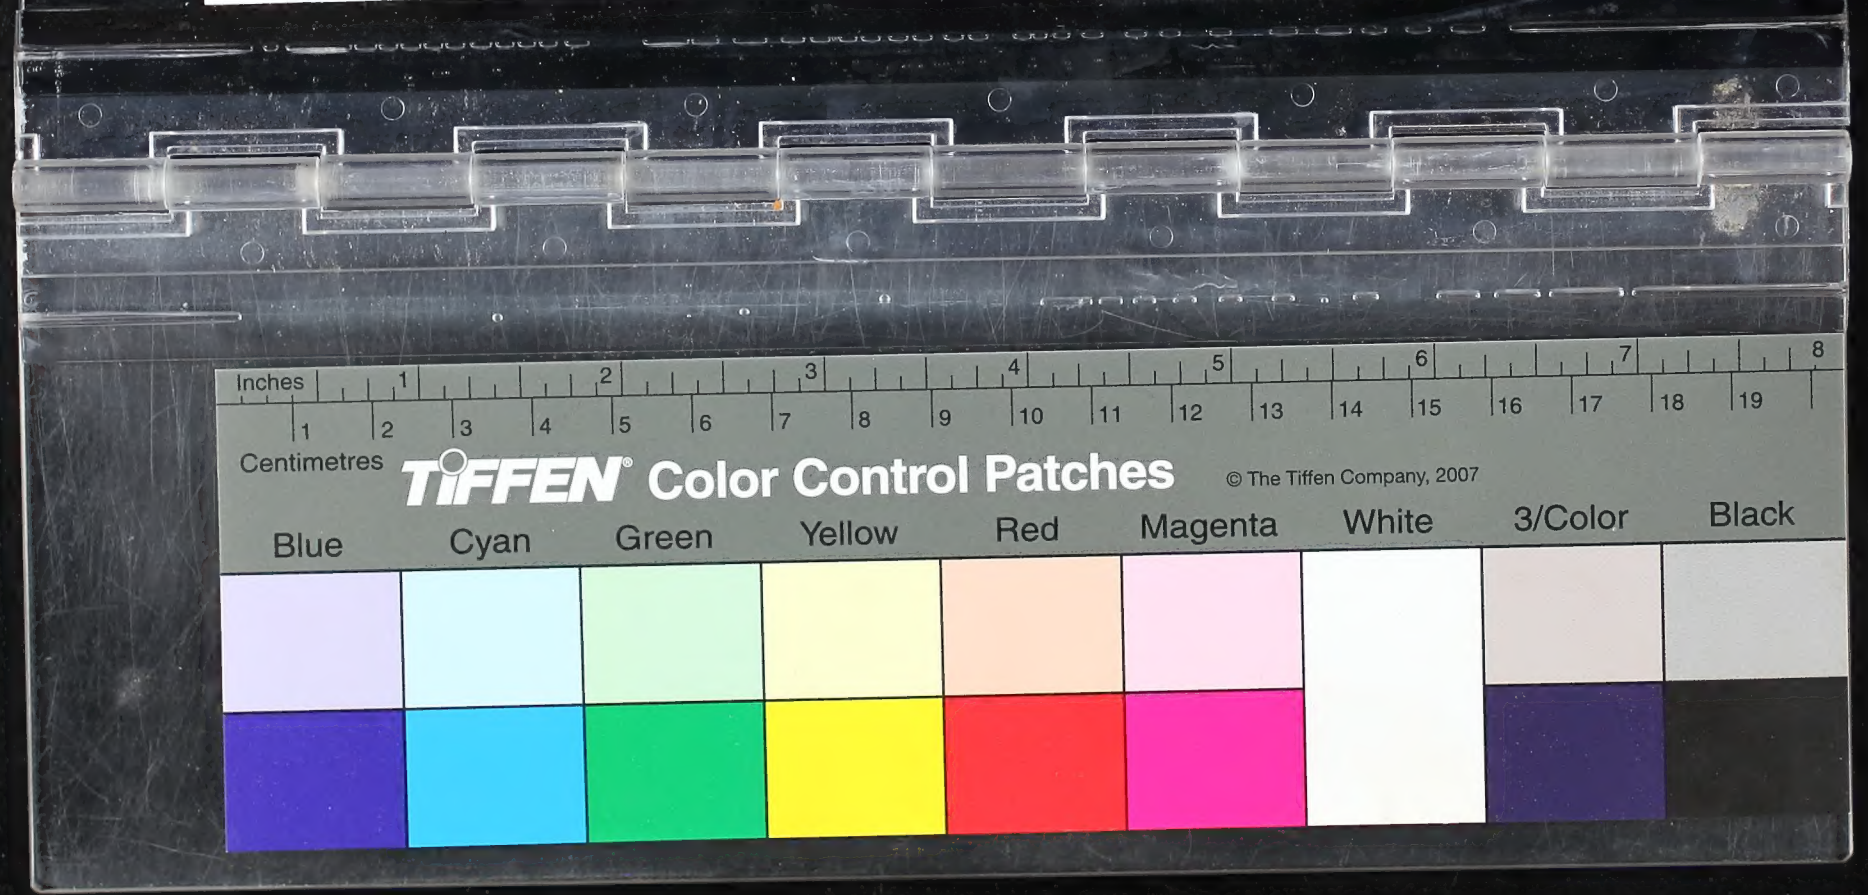 Inches 1 2 3 4 5 6 7 8
1 2 3 4 5 6 7 8 9 10 11 12 13 14 15 16 17 18 19
Centimetres
TiFFEN® Color Control Patches © The Tiffen Company, 2007
Blue Cyan Green Yellow Red Magenta White 3/Color Black